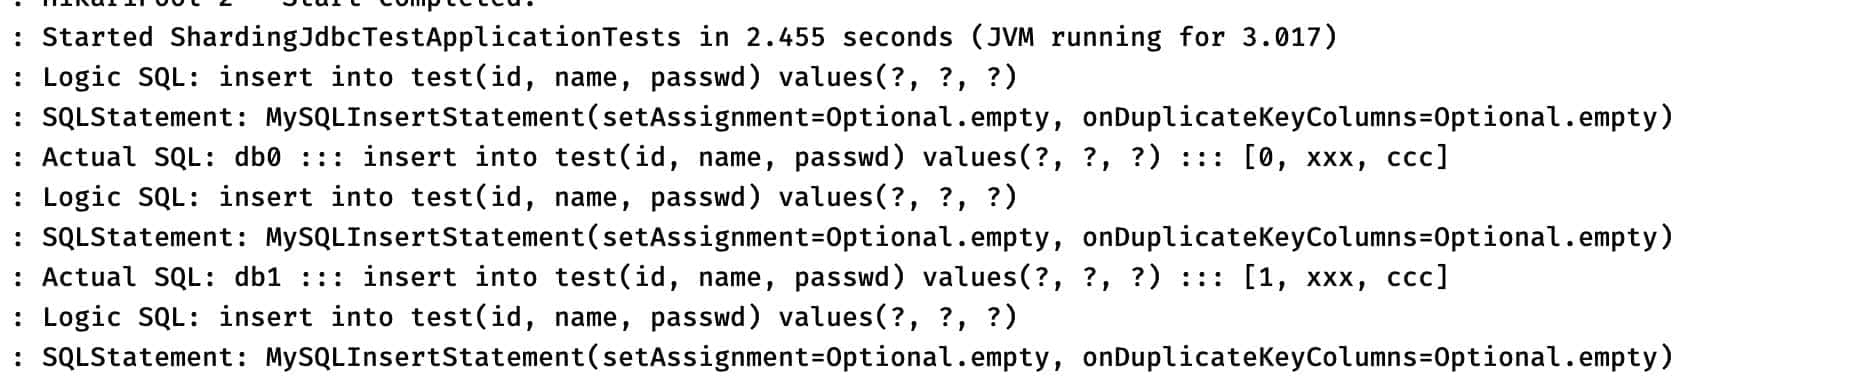 : HikariPool-2 - Start completed.
: Started ShardingJdbcTestApplicationTests in 2.455 seconds (JVM running for 3.017)
: Logic SQL: insert into test(id, name, passwd) values(?, ?, ?)
: SQLStatement: MySQLInsertStatement(setAssignment=Optional.empty, onDuplicateKeyColumns=Optional.empty)
: Actual SQL: db0 ::: insert into test(id, name, passwd) values(?, ?, ?) ::: [0, xxx, ccc]
: Logic SQL: insert into test(id, name, passwd) values(?, ?, ?)
: SQLStatement: MySQLInsertStatement(setAssignment=Optional.empty, onDuplicateKeyColumns=Optional.empty)
: Actual SQL: db1 ::: insert into test(id, name, passwd) values(?, ?, ?) ::: [1, xxx, ccc]
: Logic SQL: insert into test(id, name, passwd) values(?, ?, ?)
: SQLStatement: MySQLInsertStatement(setAssignment=Optional.empty, onDuplicateKeyColumns=Optional.empty)